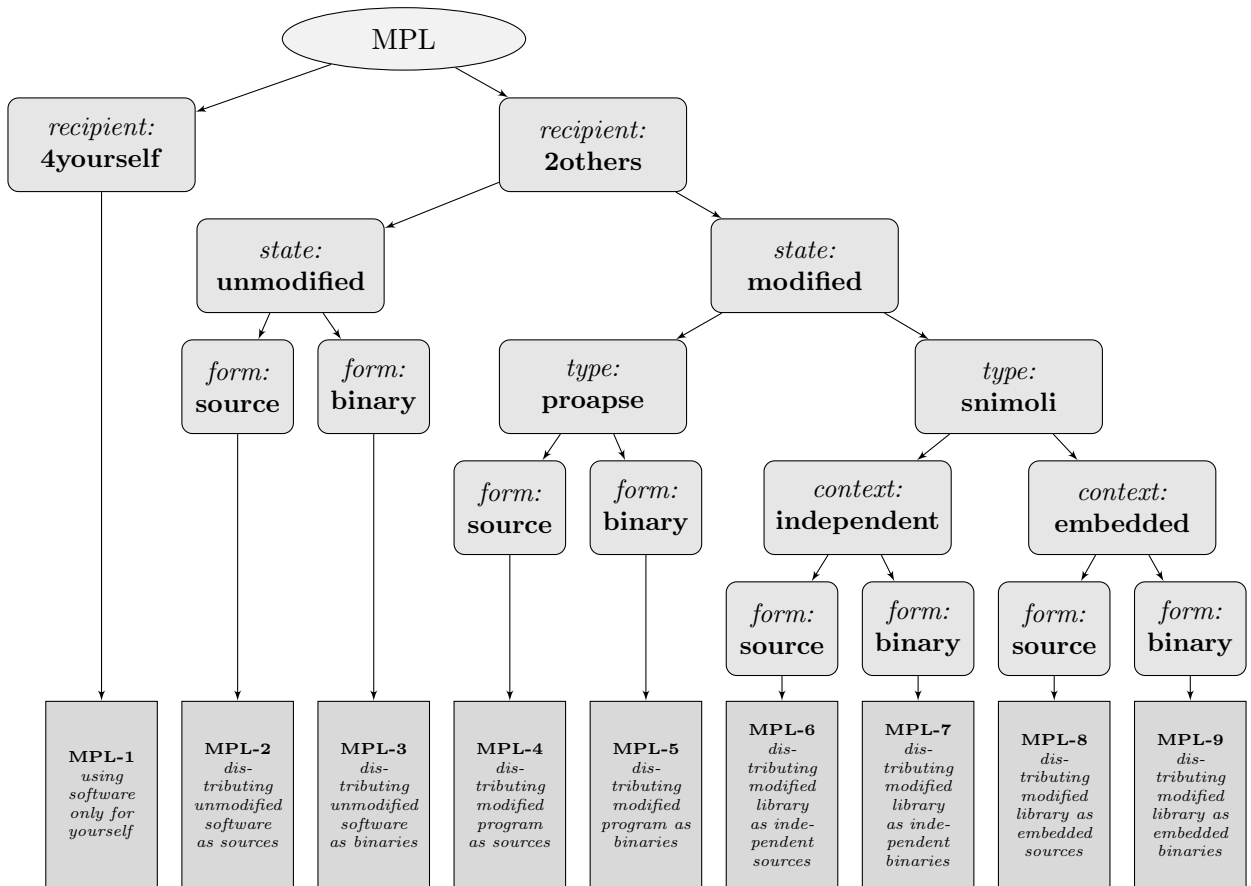 MPL
recipient:
4yourself
recipient:
2others
state:
unmodified
state:
modified
form:
source
form:
binary
type:
proapse
type:
snimoli
form:
source
form:
binary
context:
independent
context:
embedded
form:
source
form:
binary
form:
source
form:
binary
MPL-1
using
software
only for
yourself
MPL-2
dis-
tributing
unmodified
software
as sources
MPL-3
dis-
tributing
unmodified
software
as binaries
MPL-4
dis-
tributing
modified
program
as sources
MPL-5
dis-
tributing
modified
program as
binaries
MPL-6
dis-
tributing
modified
library
as inde-
pendent
sources
MPL-7
dis-
tributing
modified
library
as inde-
pendent
binaries
MPL-8
dis-
tributing
modified
library as
embedded
sources
MPL-9
dis-
tributing
modified
library as
embedded
binaries